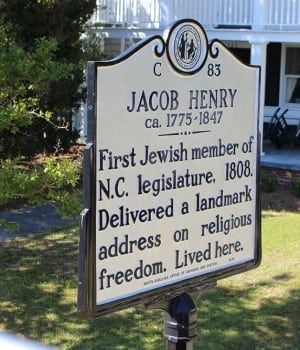 C 83
JACOB HENRY
ca. 1775-1847
First Jewish member of
N.C. legislature, 1808.
Delivered a landmark
address on religious
freedom. Lived here.